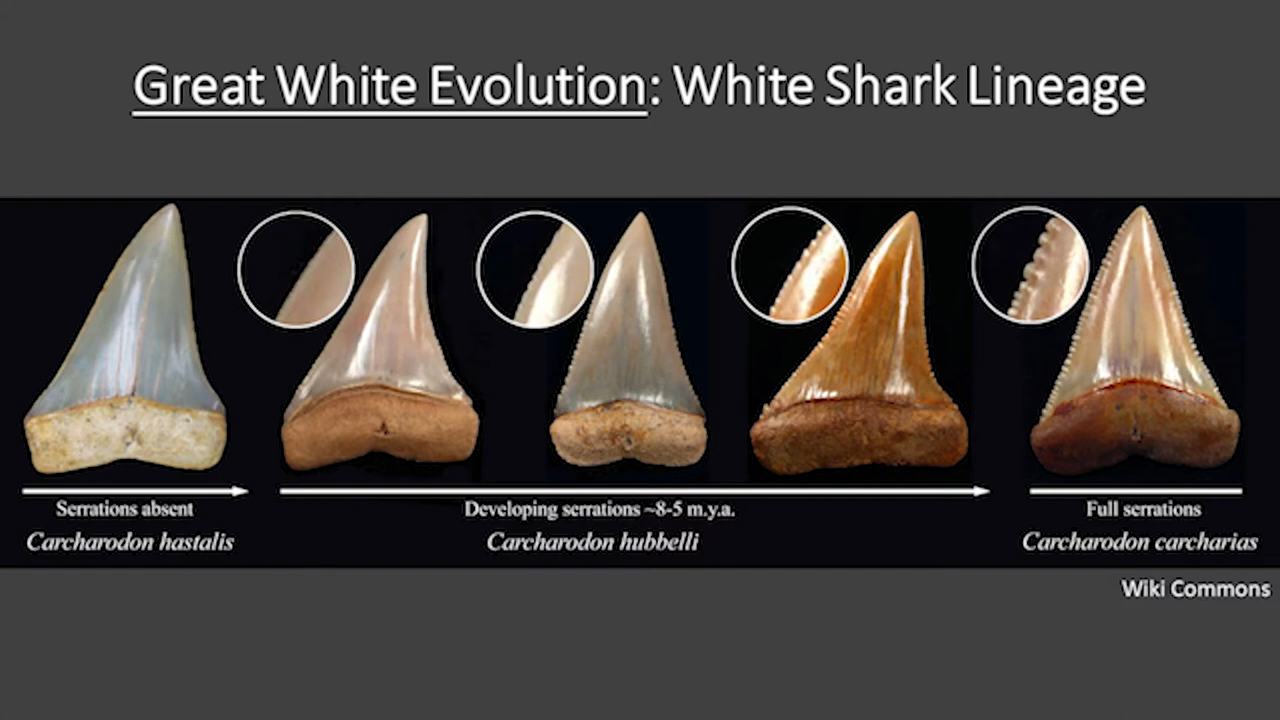 Great White Evolution: White Shark Lineage
Serrations absent
Developing serrations ~8-5 m.y.a.
Full serrations
Carcharodon hastalis
Carcharodon hubbelli
Carcharodon carcharias
Wiki Commons